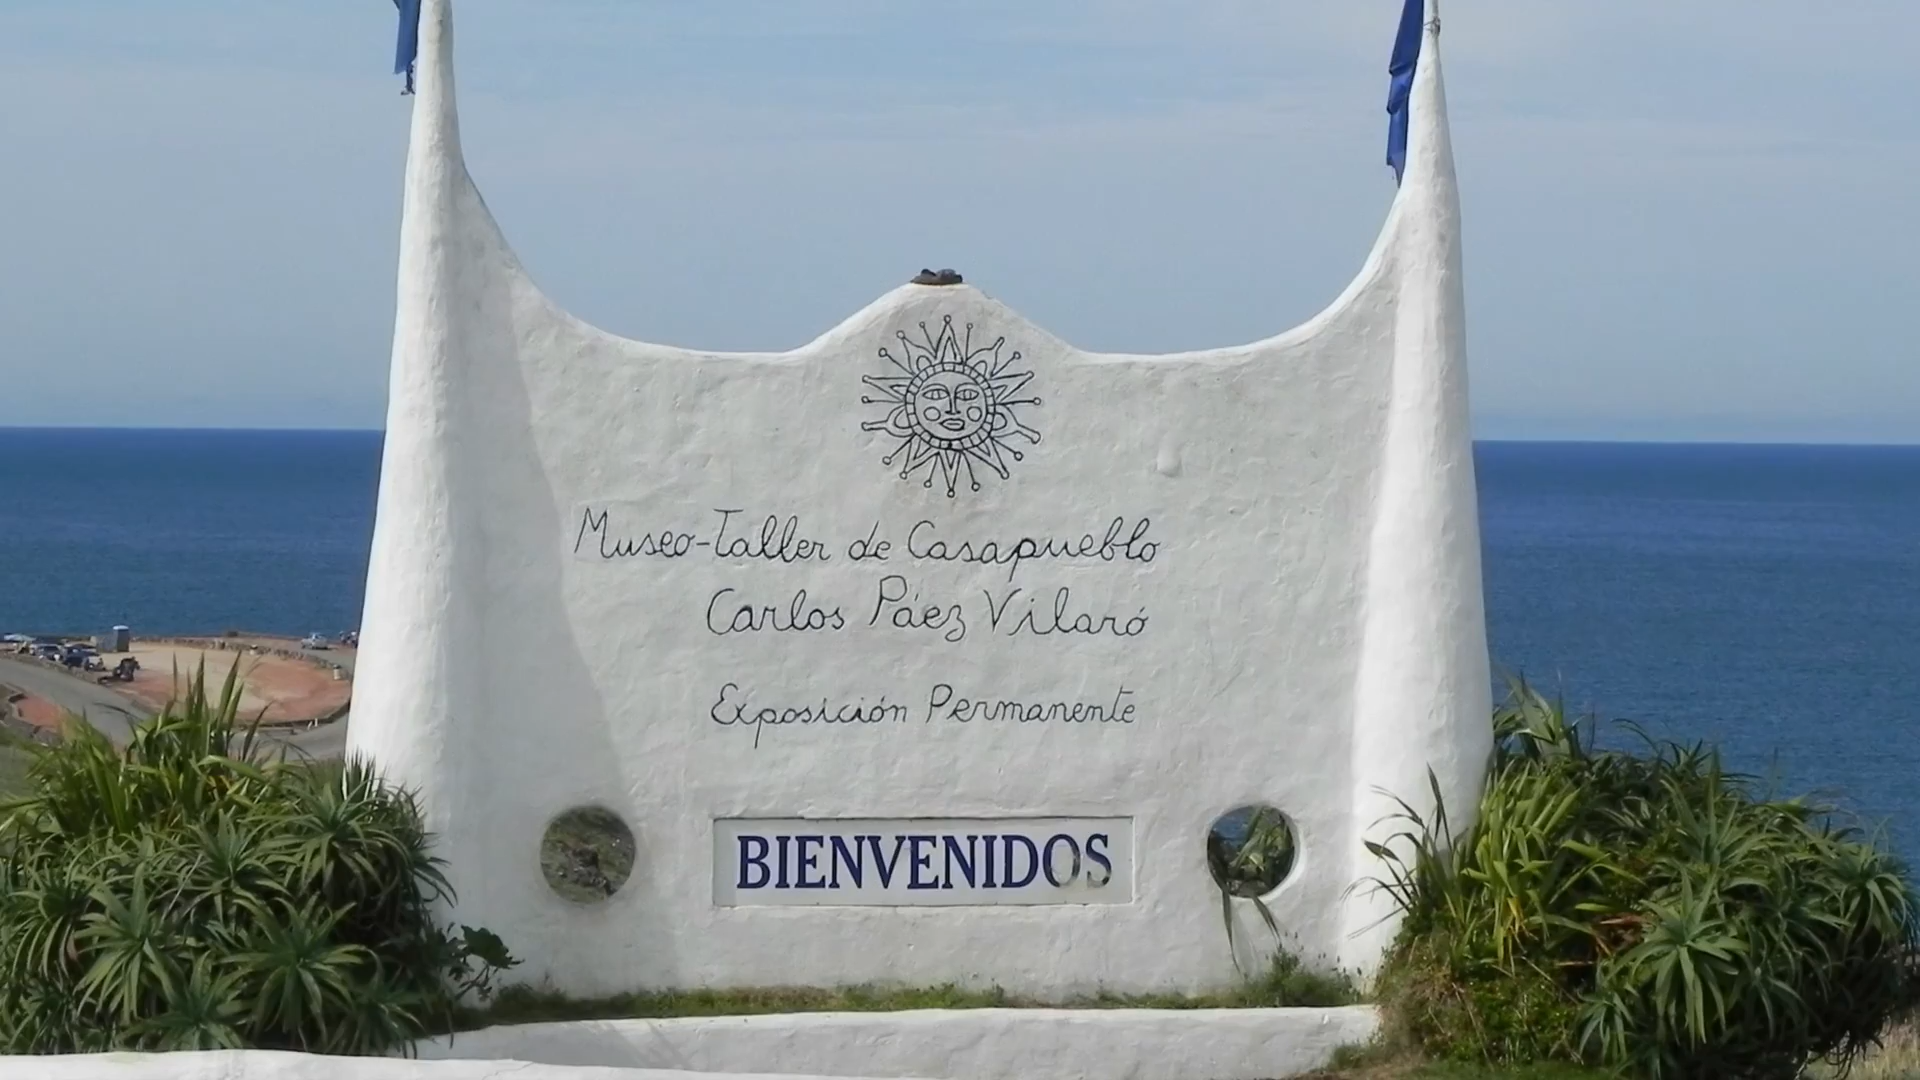 Museo-Taller de Casapueblo
Carlos Páez Vilaró
Exposición Permanente
BIENVENIDOS